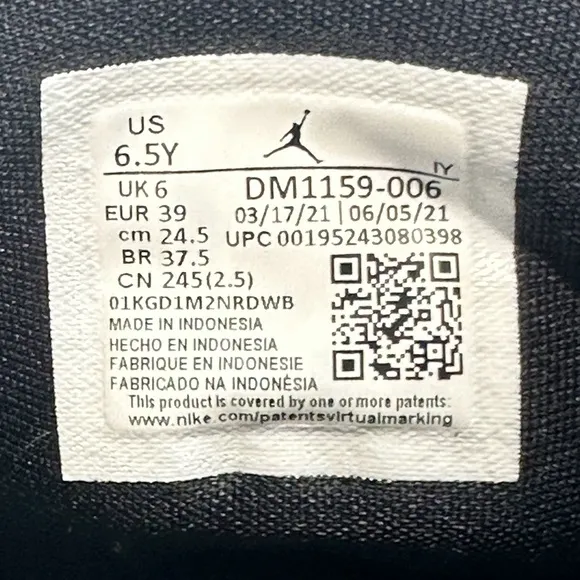 US
6.5Y
IY
UK 6
DM1159-006
EUR 39
03/17/21 | 06/05/21
cm 24.5
UPC 00195243080398
BR 37.5
CN 245(2.5)
01KGD1M2NRDWB
MADE IN INDONESIA
HECHO EN INDONESIA
FABRIQUE EN INDONESIE
FABRICADO NA INDONÉSIA
This product is covered by one or more patents:
www.nike.com/patentsvirtualmarking